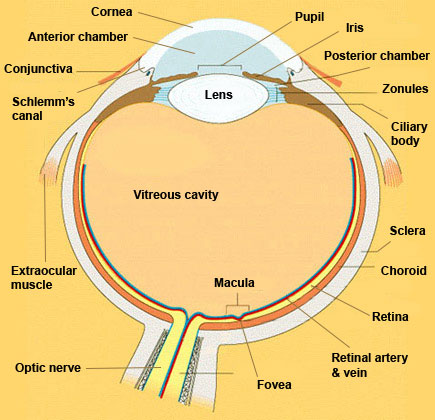 Cornea
Pupil
Iris
Anterior chamber
Posterior chamber
Conjunctiva
Zonules
Schlemm's
canal
Lens
Ciliary
body
Vitreous cavity
Sclera
Extraocular
muscle
Choroid
Macula
Retina
Retinal artery
& vein
Optic nerve
Fovea